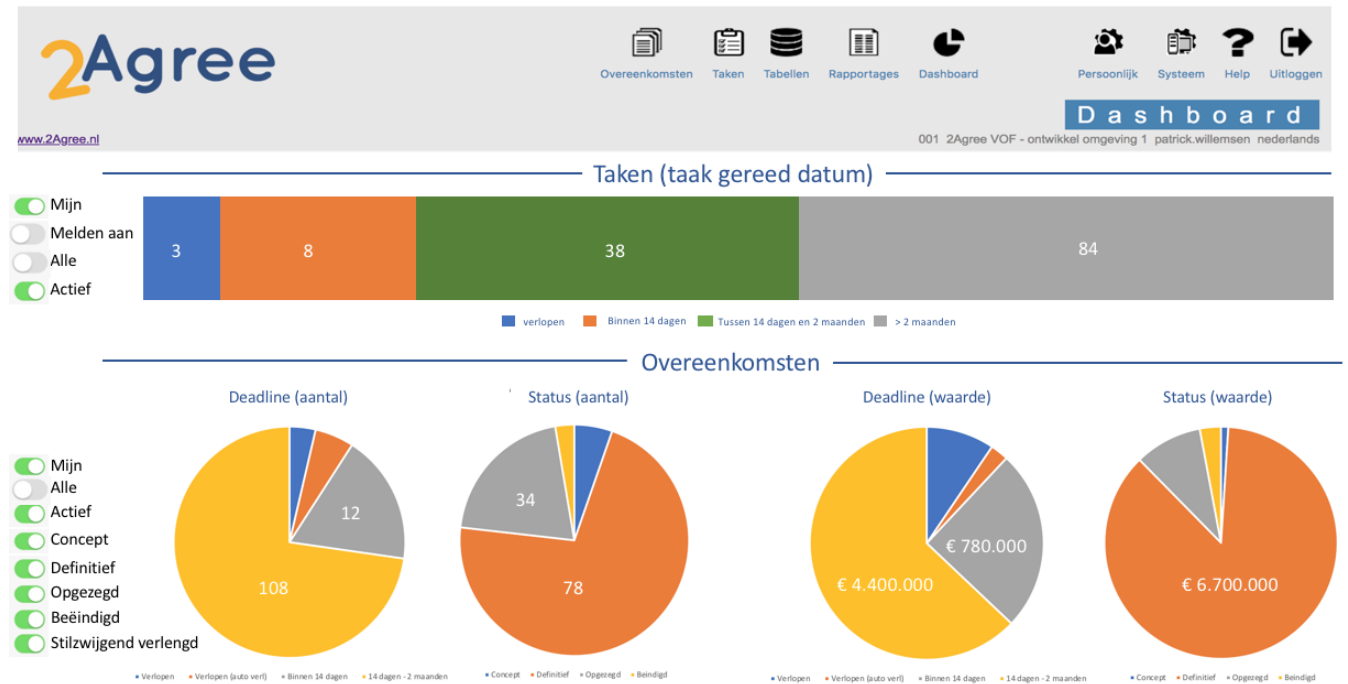 2Agree
Overeenkomsten Taken Tabellen Rapportages Dashboard Persoonlijk Systeem Help Uitloggen
Dashboard
www.2Agree.nl
001 2Agree VOF - ontwikkel omgeving 1 patrick.willemsen nederlands
Taken (taak gereed datum)
Mijn
Melden aan
Alle
Actief
3 8 38 84
verlopen Binnen 14 dagen Tussen 14 dagen en 2 maanden > 2 maanden
Overeenkomsten
Deadline (aantal) Status (aantal) Deadline (waarde) Status (waarde)
Mijn
Alle
Actief
Concept
Definitief
Opgezegd
Beëindigd
Stilzwijgend verlengd
12
108
34
78
€ 780.000
€ 4.400.000
€ 6.700.000
Verlopen Verlopen (auto verl) Binnen 14 dagen 14 dagen - 2 maanden
Concept Definitief Opgezegd Beindigd
Verlopen Verlopen (auto verl) Binnen 14 dagen 14 dagen - 2 maanden
Concept Definitief Opgezegd Beindigd